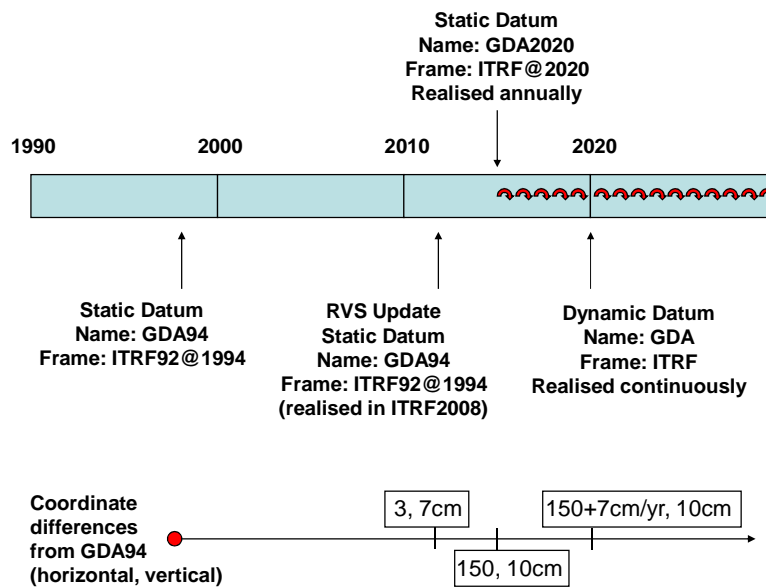 Static Datum
Name: GDA2020
Frame: ITRF@2020
Realised annually
1990
2000
2010
2020
Static Datum
Name: GDA94
Frame: ITRF92@1994
RVS Update
Static Datum
Name: GDA94
Frame: ITRF92@1994
(realised in ITRF2008)
Dynamic Datum
Name: GDA
Frame: ITRF
Realised continuously
Coordinate
differences
from GDA94
(horizontal, vertical)
3, 7cm
150, 10cm
150+7cm/yr, 10cm